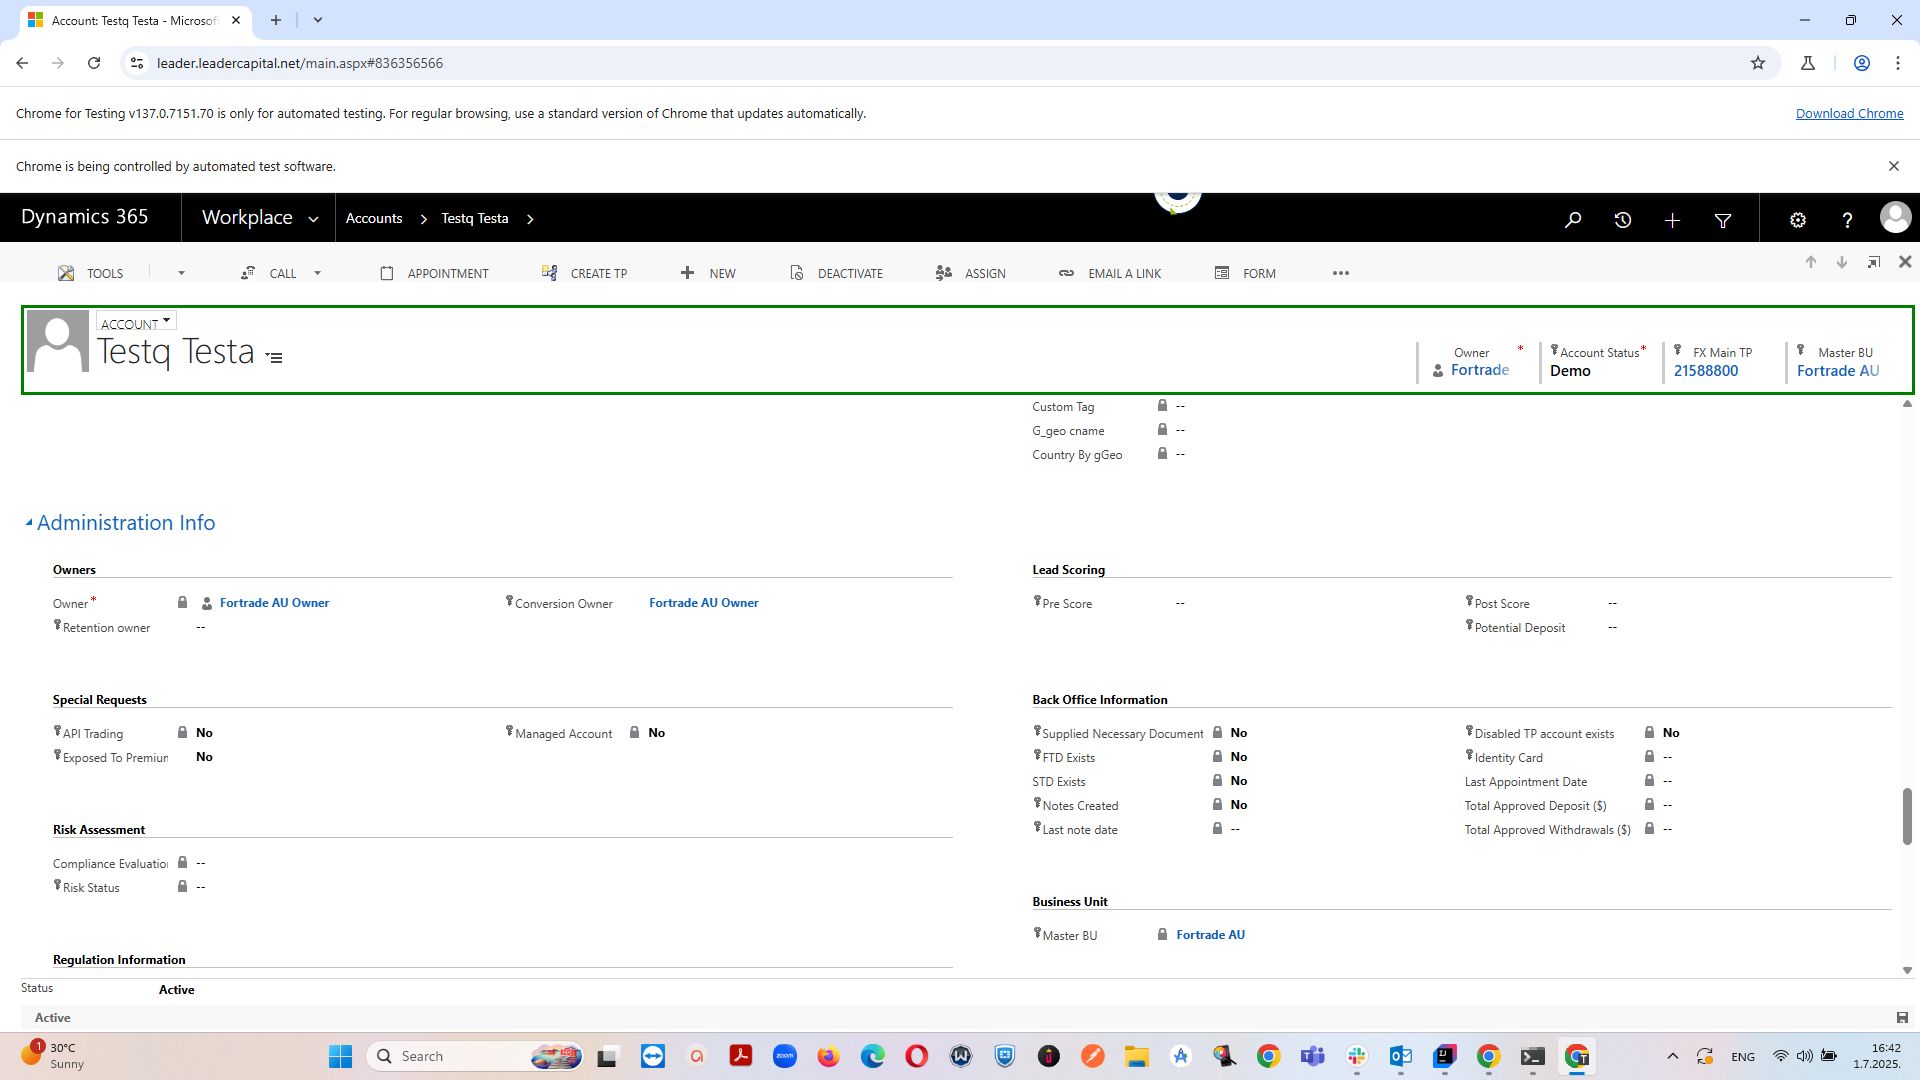 Account: Testq Testa - Microsof
leader.leadercapital.net/main.aspx#836356566
Chrome for Testing v137.0.7151.70 is only for automated testing. For regular browsing, use a standard version of Chrome that updates automatically.
Download Chrome
Chrome is being controlled by automated test software.
Dynamics 365
Workplace
Accounts
Testq Testa
TOOLS
CALL
APPOINTMENT
CREATE TP
NEW
DEACTIVATE
ASSIGN
EMAIL A LINK
FORM
ACCOUNT
Testq Testa
Owner *
Fortrade
Account Status *
Demo
FX Main TP
21588800
Master BU
Fortrade AU
Custom Tag --
G_geo cname --
Country By gGeo --
Administration Info
Owners
Owner * Fortrade AU Owner
Conversion Owner Fortrade AU Owner
Retention owner --
Lead Scoring
Pre Score --
Post Score --
Potential Deposit --
Special Requests
API Trading No
Managed Account No
Exposed To Premiun No
Back Office Information
Supplied Necessary Document No
Disabled TP account exists No
FTD Exists No
Identity Card --
STD Exists No
Last Appointment Date --
Notes Created No
Total Approved Deposit ($) --
Last note date --
Total Approved Withdrawals ($) --
Risk Assessment
Compliance Evaluatio --
Risk Status --
Business Unit
Master BU Fortrade AU
Regulation Information
Status Active
Active
1
30°C
Sunny
Search
zoom
ENG
16:42
1.7.2025.